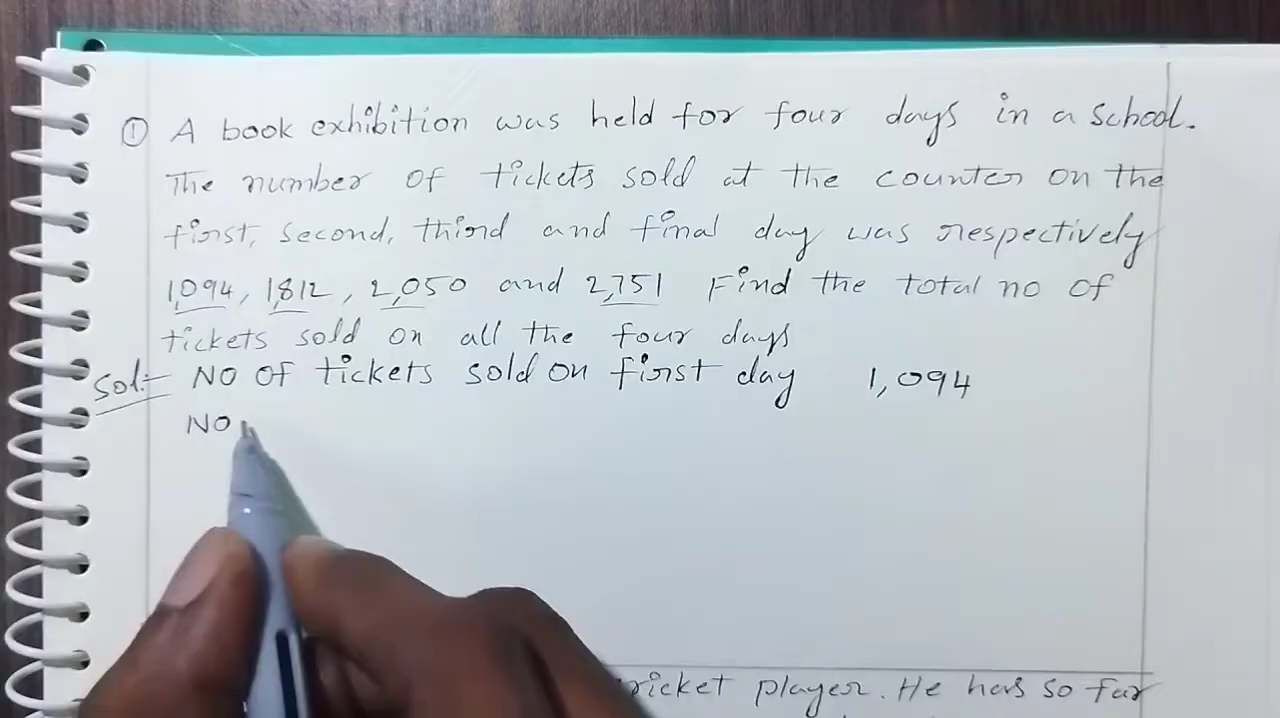 ① A book exhibition was held for four days in a school.
The number of tickets sold at the counter on the
first, second, third and final day was respectively
1,094, 1,812, 2,050 and 2,751 Find the total no of
tickets sold on all the four days
Sol:- NO OF tickets sold on first day 1,094
NO
cricket player. He has so far